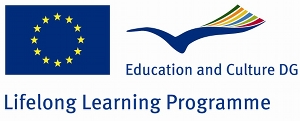 Education and Culture DG
Lifelong Learning Programme